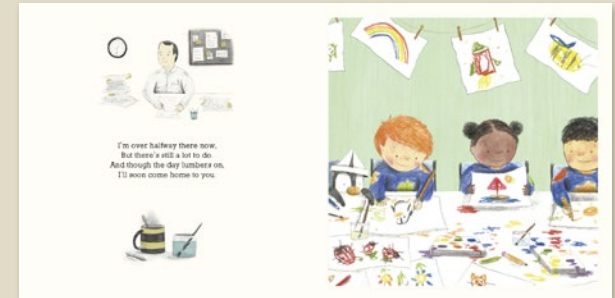 I'm over halfway there now,
But there's still a lot to do.
And though the day lumbers on,
I'll soon come home to you.